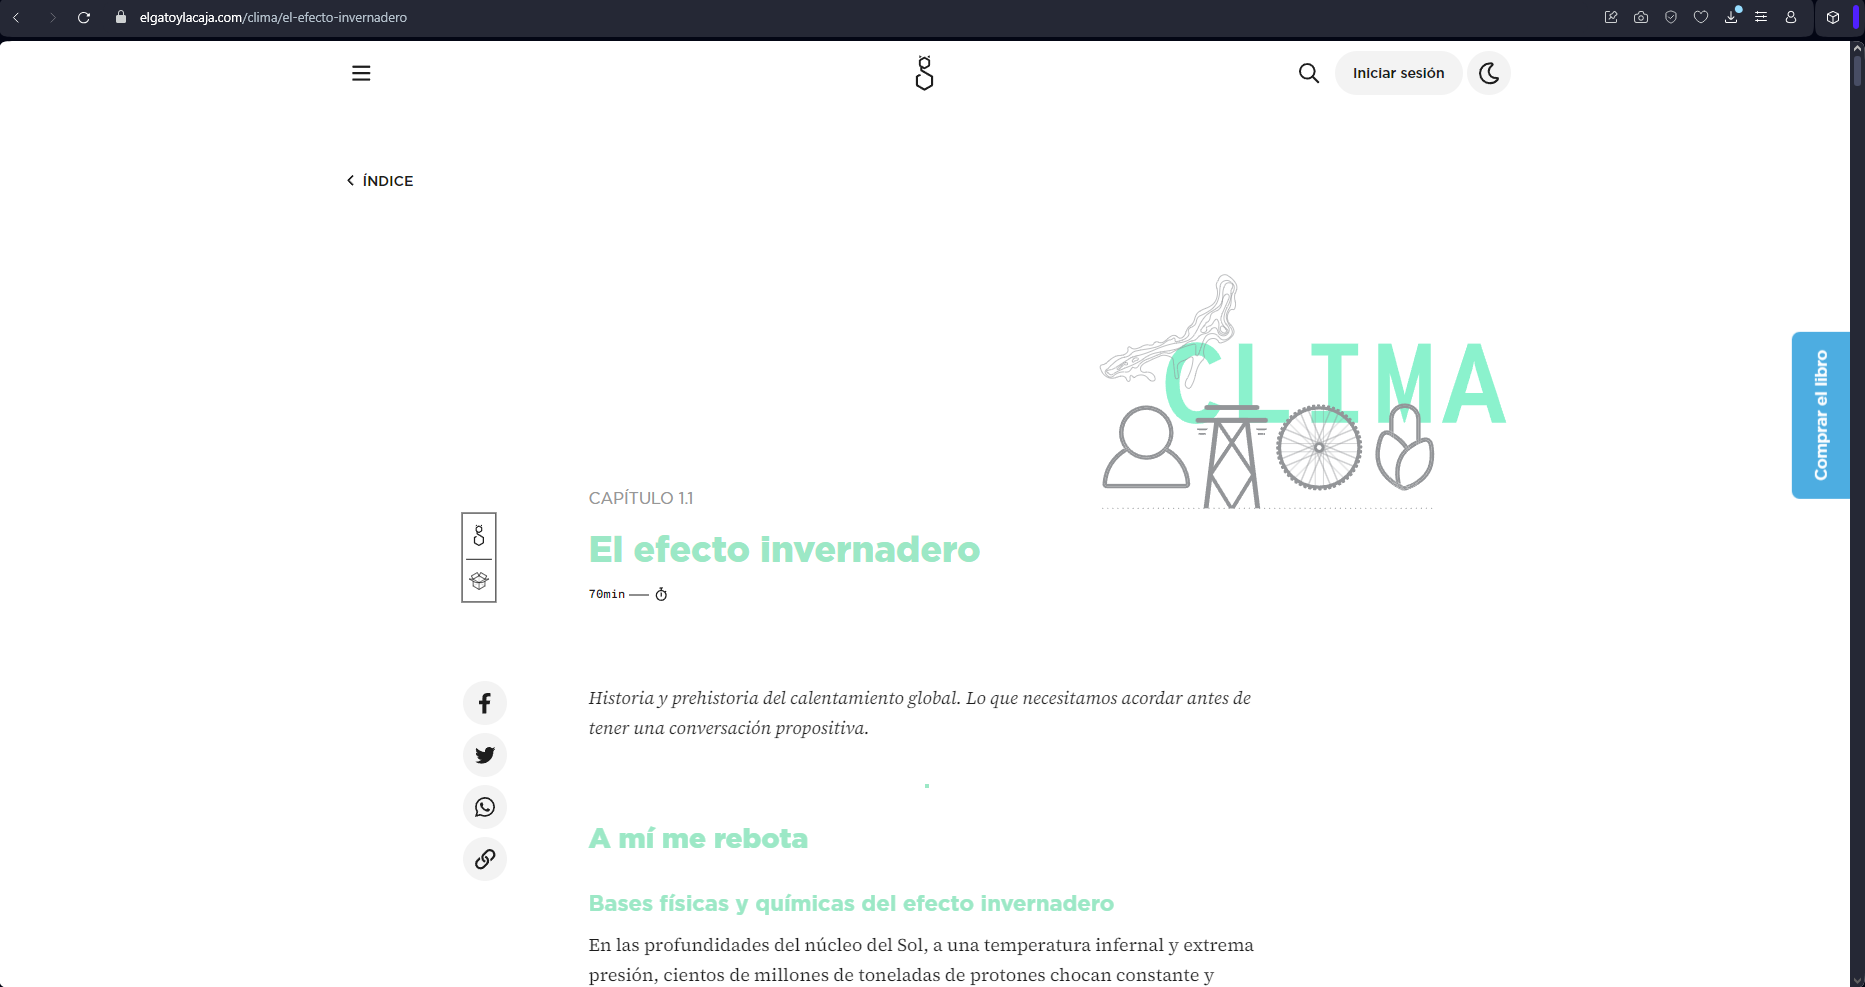 elgatoylacaja.com/clima/el-efecto-invernadero
Iniciar sesión
ÍNDICE
CLIMA
Comprar el libro
CAPÍTULO 1.1
El efecto invernadero
70min
Historia y prehistoria del calentamiento global. Lo que necesitamos acordar antes de
tener una conversación propositiva.
A mí me rebota
Bases físicas y químicas del efecto invernadero
En las profundidades del núcleo del Sol, a una temperatura infernal y extrema
presión, cientos de millones de toneladas de protones chocan constante y